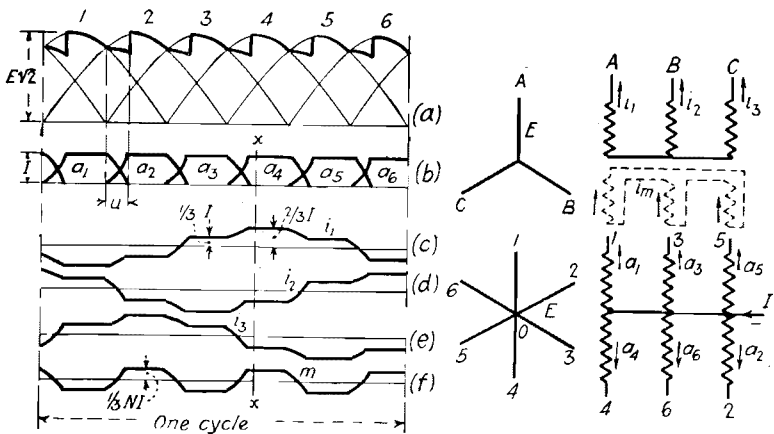 1 2 3 4 5 6
E√2
(a)
x
I
a1 a2 a3 a4 a5 a6
(b)
u
1/3 I
2/3 I
i1
(c)
i2
(d)
i3
(e)
m
(f)
1/3 NI
x
One cycle
A
E
C
B
1
2
6
E
O
5
3
4
A B C
i1 i2 i3
Im
1 3 5
a1 a3 a5
I
−
a4 a6 a2
4 6 2